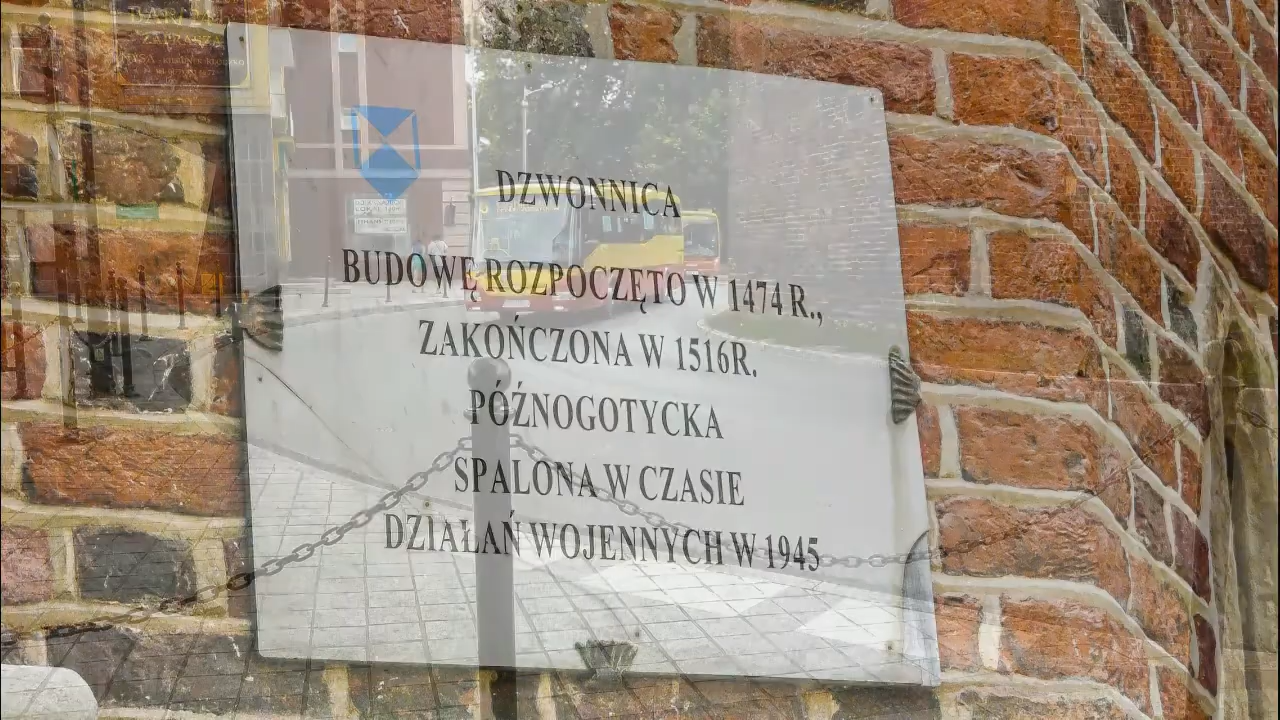 DZWONNICA
BUDOWĘ ROZPOCZĘTO W 1474 R.,
ZAKOŃCZONA W 1516R.
PÓŹNOGOTYCKA
SPALONA W CZASIE
DZIAŁAŃ WOJENNYCH W 1945